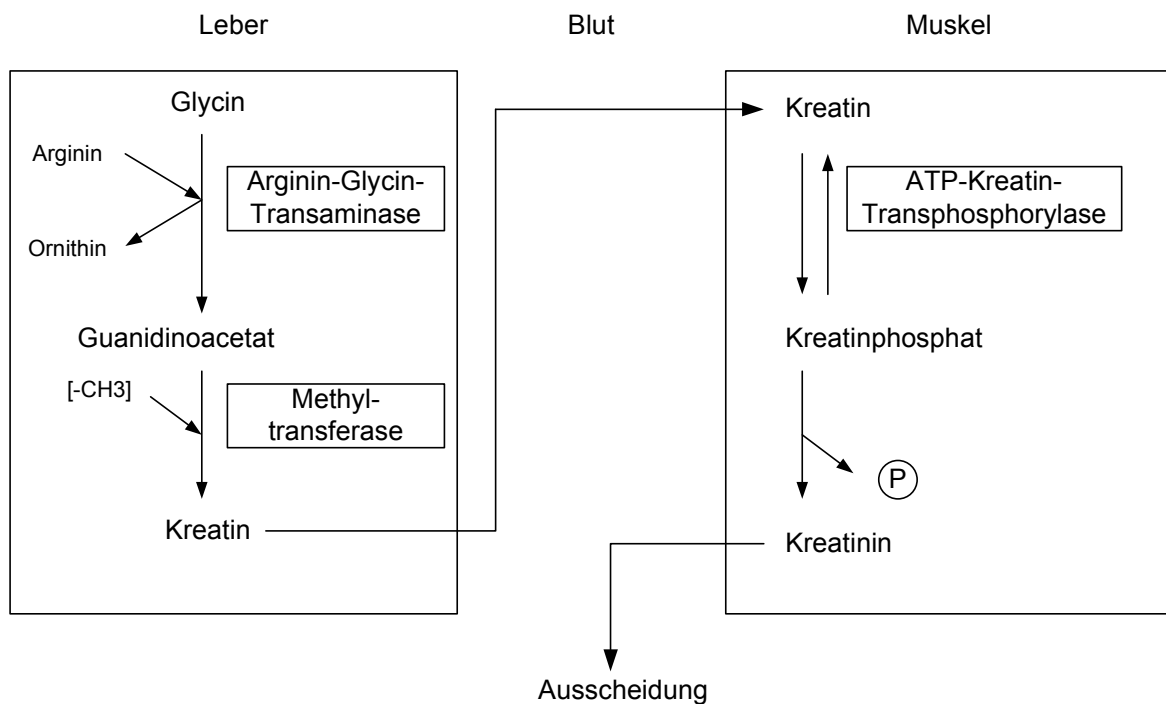 Leber
Blut
Muskel
Glycin
Arginin
Arginin-Glycin-
Transaminase
Ornithin
Guanidinoacetat
[-CH3]
Methyl-
transferase
Kreatin
Kreatin
ATP-Kreatin-
Transphosphorylase
Kreatinphosphat
P
Kreatinin
Ausscheidung